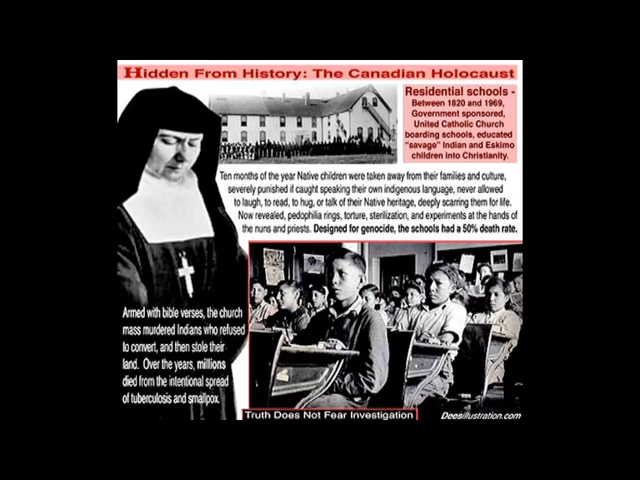 Hidden From History: The Canadian Holocaust
Residential schools -
Between 1820 and 1969,
Government sponsored,
United Catholic Church
boarding schools, educated
"savage" Indian and Eskimo
children into Christianity.
Ten months of the year Native children were taken away from their families and culture,
severely punished if caught speaking their own indigenous language, never allowed
to laugh, to read, to hug, or talk of their Native heritage, deeply scarring them for life.
Now revealed, pedophilia rings, torture, sterilization, and experiments at the hands of
the nuns and priests. Designed for genocide, the schools had a 50% death rate.
Armed with bible verses, the church
mass murdered Indians who refused
to convert, and then stole their
land. Over the years, millions
died from the intentional spread
of tuberculosis and smallpox.
Truth Does Not Fear Investigation
Deesillustration.com